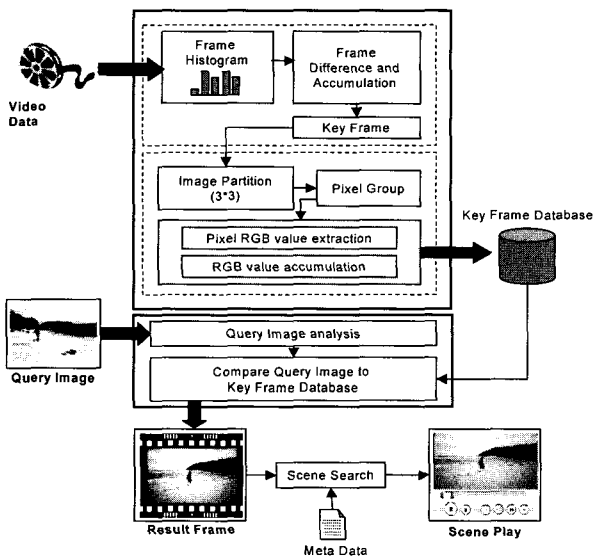 Video
Data
Frame
Histogram
Frame
Difference and
Accumulation
Key Frame
Image Partition
(3*3)
Pixel Group
Pixel RGB value extraction
RGB value accumulation
Key Frame Database
Query Image
Query Image analysis
Compare Query Image to
Key Frame Database
Result Frame
Scene Search
Meta Data
Scene Play